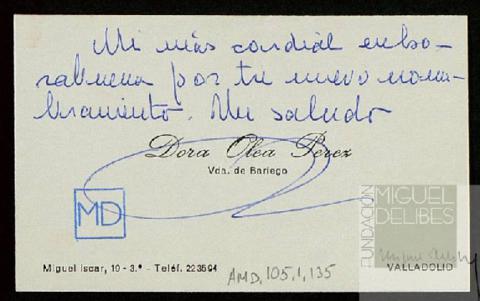 Mi más cordial enho-
rabuena por tu nuevo nom-
bramiento. Un saludo
Dora Olea Pérez
Vda. de Bariego
MD
FUNDACIÓN
MIGUEL
DELIBES
Miguel Iscar, 10 - 3.º - Teléf. 223594
VALLADOLID
AMD, 105, 1, 135